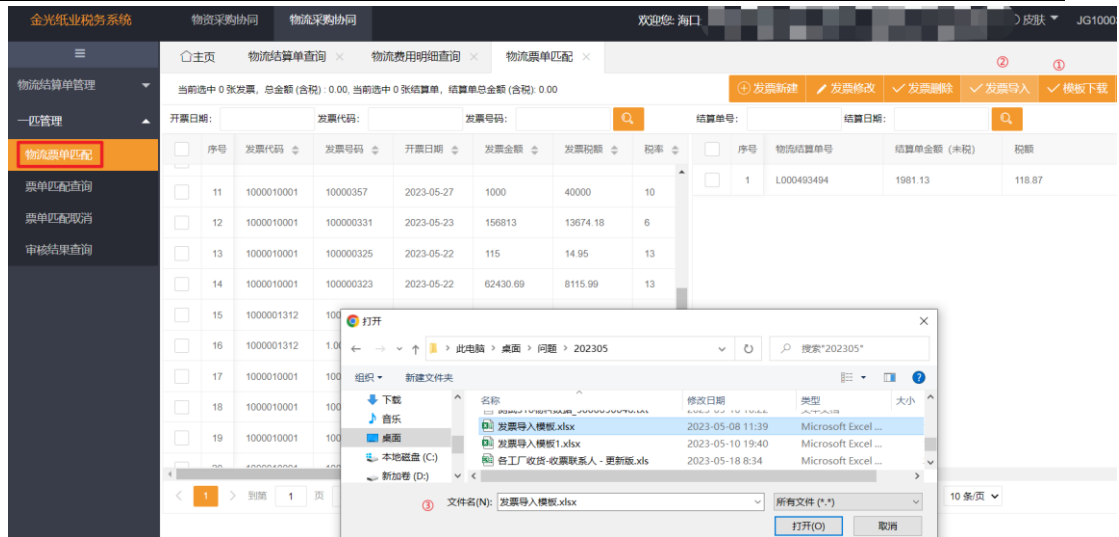 金光纸业税务系统 物资采购协同 物流采购协同 欢迎您: 海口 皮肤 JG1000
主页 物流结算单查询 物流费用明细查询 物流票单匹配
② ①
物流结算单管理 当前选中 0 张发票, 总金额 (含税) : 0.00, 当前选中 0 张结算单, 结算单总金额 (含税): 0.00 发票新建 发票修改 发票删除 发票导入 模板下载
一匹管理 开票日期: 发票代码: 发票号码: 结算单号: 结算日期:
物流票单匹配 序号 发票代码 发票号码 开票日期 发票金额 发票税额 税率 序号 物流结算单号 结算单金额 (未税) 税额
票单匹配查询 11 1000010001 10000357 2023-05-27 1000 40000 10 1 L000493494 1981.13 118.87
票单匹配取消 12 1000010001 100000331 2023-05-23 156813 13674.18 6
审核结果查询 13 1000010001 100000325 2023-05-22 115 14.95 13
14 1000010001 100000323 2023-05-22 62430.69 8115.99 13
15 1000001312 100
16 1000001312 1.00
17 1000010001 100
18 1000010001 100
19 1000010001 100
到第 1 页
1
10 条/页
打开
此电脑 › 桌面 › 问题 › 202305 搜索"202305"
组织 新建文件夹
下载 名称 修改日期 类型 大小
音乐 发票导入模板.xlsx 2023-05-08 11:39 Microsoft Excel ...
桌面 发票导入模板1.xlsx 2023-05-10 19:40 Microsoft Excel ...
本地磁盘 (C:) 各工厂收货-收票联系人 - 更新版.xls 2023-05-18 8:34 Microsoft Excel ...
新加卷 (D:)
③ 文件名(N): 发票导入模板.xlsx 所有文件 (*.*)
打开(O) 取消